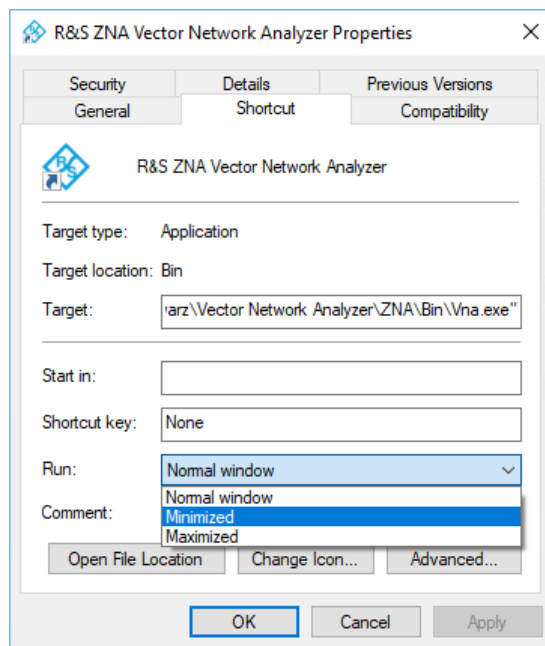 R&S ZNA Vector Network Analyzer Properties
Security Details Previous Versions
General Shortcut Compatibility
R&S
R&S ZNA Vector Network Analyzer
Target type: Application
Target location: Bin
Target: arz\Vector Network Analyzer\ZNA\Bin\Vna.exe"
Start in:
Shortcut key: None
Run: Normal window
Normal window
Comment: Minimized
Maximized
Open File Location Change Icon... Advanced...
OK Cancel Apply